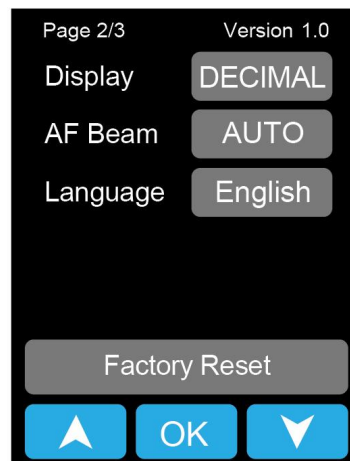 Page 2/3 Version 1.0
Display DECIMAL
AF Beam AUTO
Language English
Factory Reset
OK